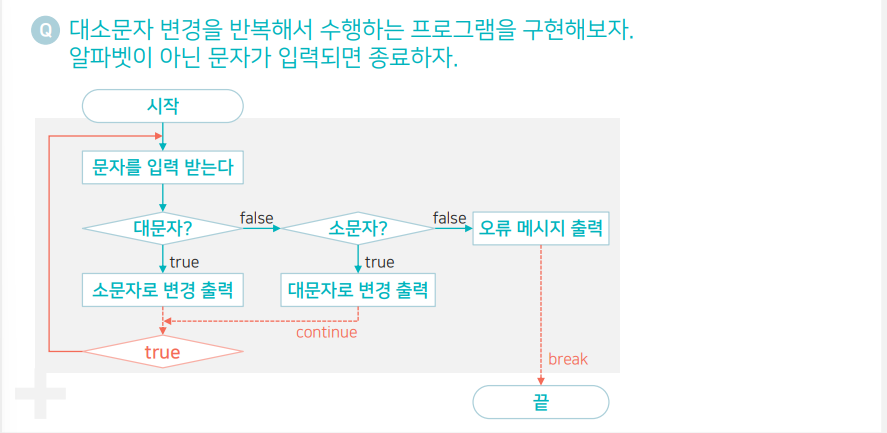 Q 대소문자 변경을 반복해서 수행하는 프로그램을 구현해보자.
알파벳이 아닌 문자가 입력되면 종료하자.
시작
문자를 입력 받는다
대문자?
false
소문자?
false
오류 메시지 출력
true
true
소문자로 변경 출력
대문자로 변경 출력
continue
true
break
끝